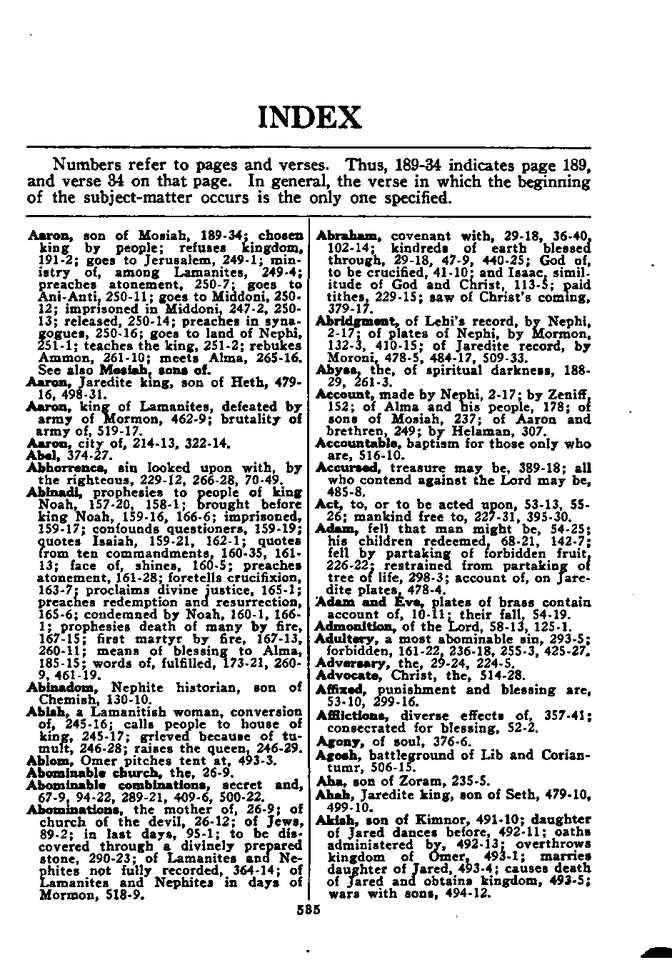 INDEX
Numbers refer to pages and verses. Thus, 189-34 indicates page 189,
and verse 34 on that page. In general, the verse in which the beginning
of the subject-matter occurs is the only one specified.
Aaron, son of Mosiah, 189-34; chosen
king by people; refuses kingdom,
191-2; goes to Jerusalem, 249-1; min-
istry of, among Lamanites, 249-4;
preaches atonement, 250-7; goes to
Ani-Anti, 250-11; goes to Middoni, 250-
12; imprisoned in Middoni, 247-2, 250-
13; released, 250-14; preaches in syna-
gogues, 250-16; goes to land of Nephi,
251-1; teaches the king, 251-2; rebukes
Ammon, 261-10; meets Alma, 265-16.
See also Mosiah, sons of.
Aaron, Jaredite king, son of Heth, 479-
16, 498-31.
Aaron, king of Lamanites, defeated by
army of Mormon, 462-9; brutality of
army of, 519-17.
Aaron, city of, 214-13, 322-14.
Abel, 374-27.
Abhorrence, sin looked upon with, by
the righteous, 229-12, 266-28, 70-49.
Abinadi, prophesies to people of king
Noah, 157-20, 158-1; brought before
king Noah, 159-16, 166-6; imprisoned,
159-17; confounds questioners, 159-19;
quotes Isaiah, 159-21, 162-1; quotes
from ten commandments, 160-35, 161-
13; face of, shines, 160-5; preaches
atonement, 161-28; foretells crucifixion,
163-7; proclaims divine justice, 165-1;
preaches redemption and resurrection,
165-6; condemned by Noah, 160-1, 166-
1; prophesies death of many by fire,
167-15; first martyr by fire, 167-13,
260-11; means of blessing to Alma,
185-15; words of, fulfilled, 173-21, 260-
9, 461-19.
Abinadom, Nephite historian, son of
Chemish, 130-10.
Abish, a Lamanitish woman, conversion
of, 245-16; calls people to house of
king, 245-17; grieved because of tu-
mult, 246-28; raises the queen, 246-29.
Ablom, Omer pitches tent at, 493-3.
Abominable church, the, 26-9.
Abominable combinations, secret and,
67-9, 94-22, 289-21, 409-6, 500-22.
Abominations, the mother of, 26-9; of
church of the devil, 26-12; of Jews,
89-2; in last days, 95-1; to be dis-
covered through a divinely prepared
stone, 290-23; of Lamanites and Ne-
phites not fully recorded, 364-14; of
Lamanites and Nephites in days of
Mormon, 518-9.
Abraham, covenant with, 29-18, 36-40,
102-14; kindreds of earth blessed
through, 29-18, 47-9, 440-25; God of,
to be crucified, 41-10; and Isaac, simil-
itude of God and Christ, 113-5; paid
tithes, 229-15; saw of Christ's coming,
379-17.
Abridgment, of Lehi's record, by Nephi,
2-17; of plates of Nephi, by Mormon,
132-3, 410-15; of Jaredite record, by
Moroni, 478-5, 484-17, 509-33.
Abyss, the, of spiritual darkness, 188-
29, 261-3.
Account, made by Nephi, 2-17; by Zeniff,
152; of Alma and his people, 178; of
sons of Mosiah, 237; of Aaron and
brethren, 249; by Helaman, 307.
Accountable, baptism for those only who
are, 516-10.
Accursed, treasure may be, 389-18; all
who contend against the Lord may be,
485-8.
Act, to, or to be acted upon, 53-13, 55-
26; mankind free to, 227-31, 395-30.
Adam, fell that man might be, 54-25;
his children redeemed, 68-21, 142-7;
fell by partaking of forbidden fruit,
226-22; restrained from partaking of
tree of life, 298-3; account of, on Jare-
dite plates, 478-4.
Adam and Eve, plates of brass contain
account of, 10-11; their fall, 54-19.
Admonition, of the Lord, 58-13, 125-1.
Adultery, a most abominable sin, 293-5;
forbidden, 161-22, 236-18, 255-3, 425-27.
Adversary, the, 29-24, 224-5.
Advocate, Christ, the, 514-28.
Affixed, punishment and blessing are,
53-10, 299-16.
Afflictions, diverse effects of, 357-41;
consecrated for blessing, 52-2.
Agony, of soul, 376-6.
Agosh, battleground of Lib and Corian-
tumr, 506-15.
Aha, son of Zoram, 235-5.
Ahah, Jaredite king, son of Seth, 479-10,
499-10.
Akish, son of Kimnor, 491-10; daughter
of Jared dances before, 492-11; oaths
administered by, 492-13; overthrows
kingdom of Omer, 493-1; marries
daughter of Jared, 493-4; causes death
of Jared and obtains kingdom, 493-5;
wars with sons, 494-12.
585